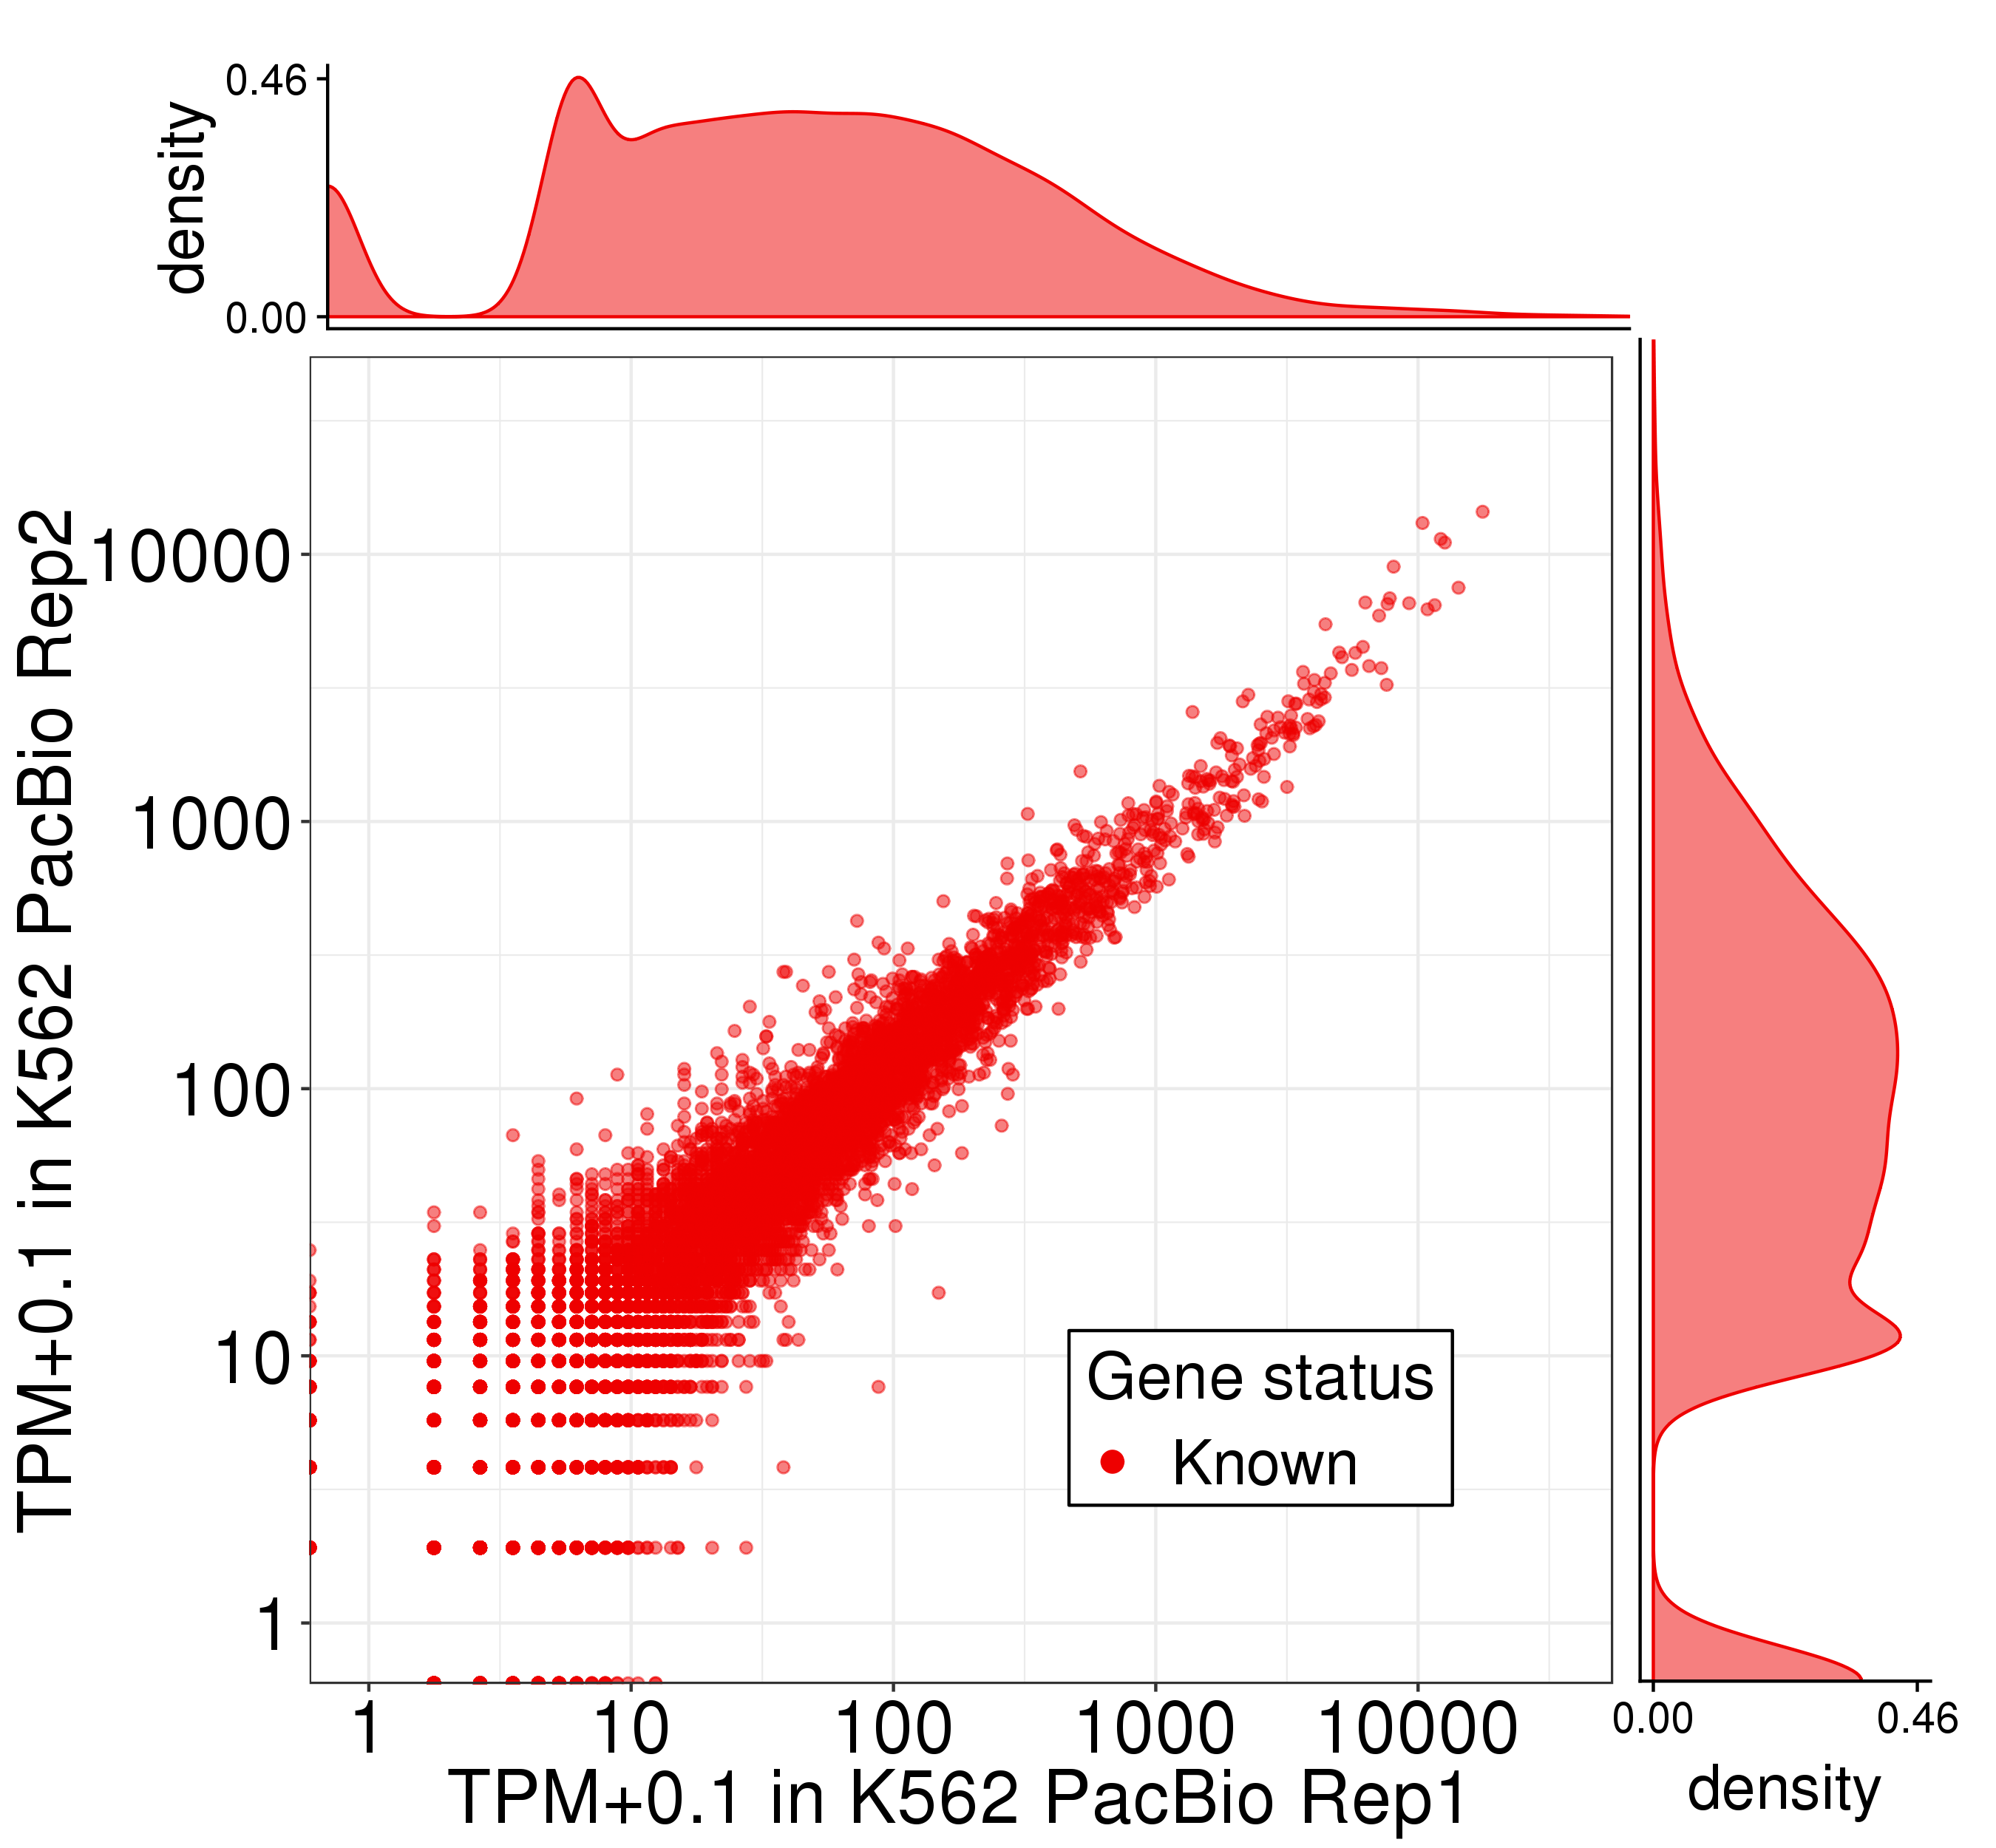 0.46
density
0.00
TPM+0.1 in K562 PacBio Rep2
10000
1000
100
10
1
Gene status
Known
1 10 100 1000 10000
TPM+0.1 in K562 PacBio Rep1
0.00 0.46
density